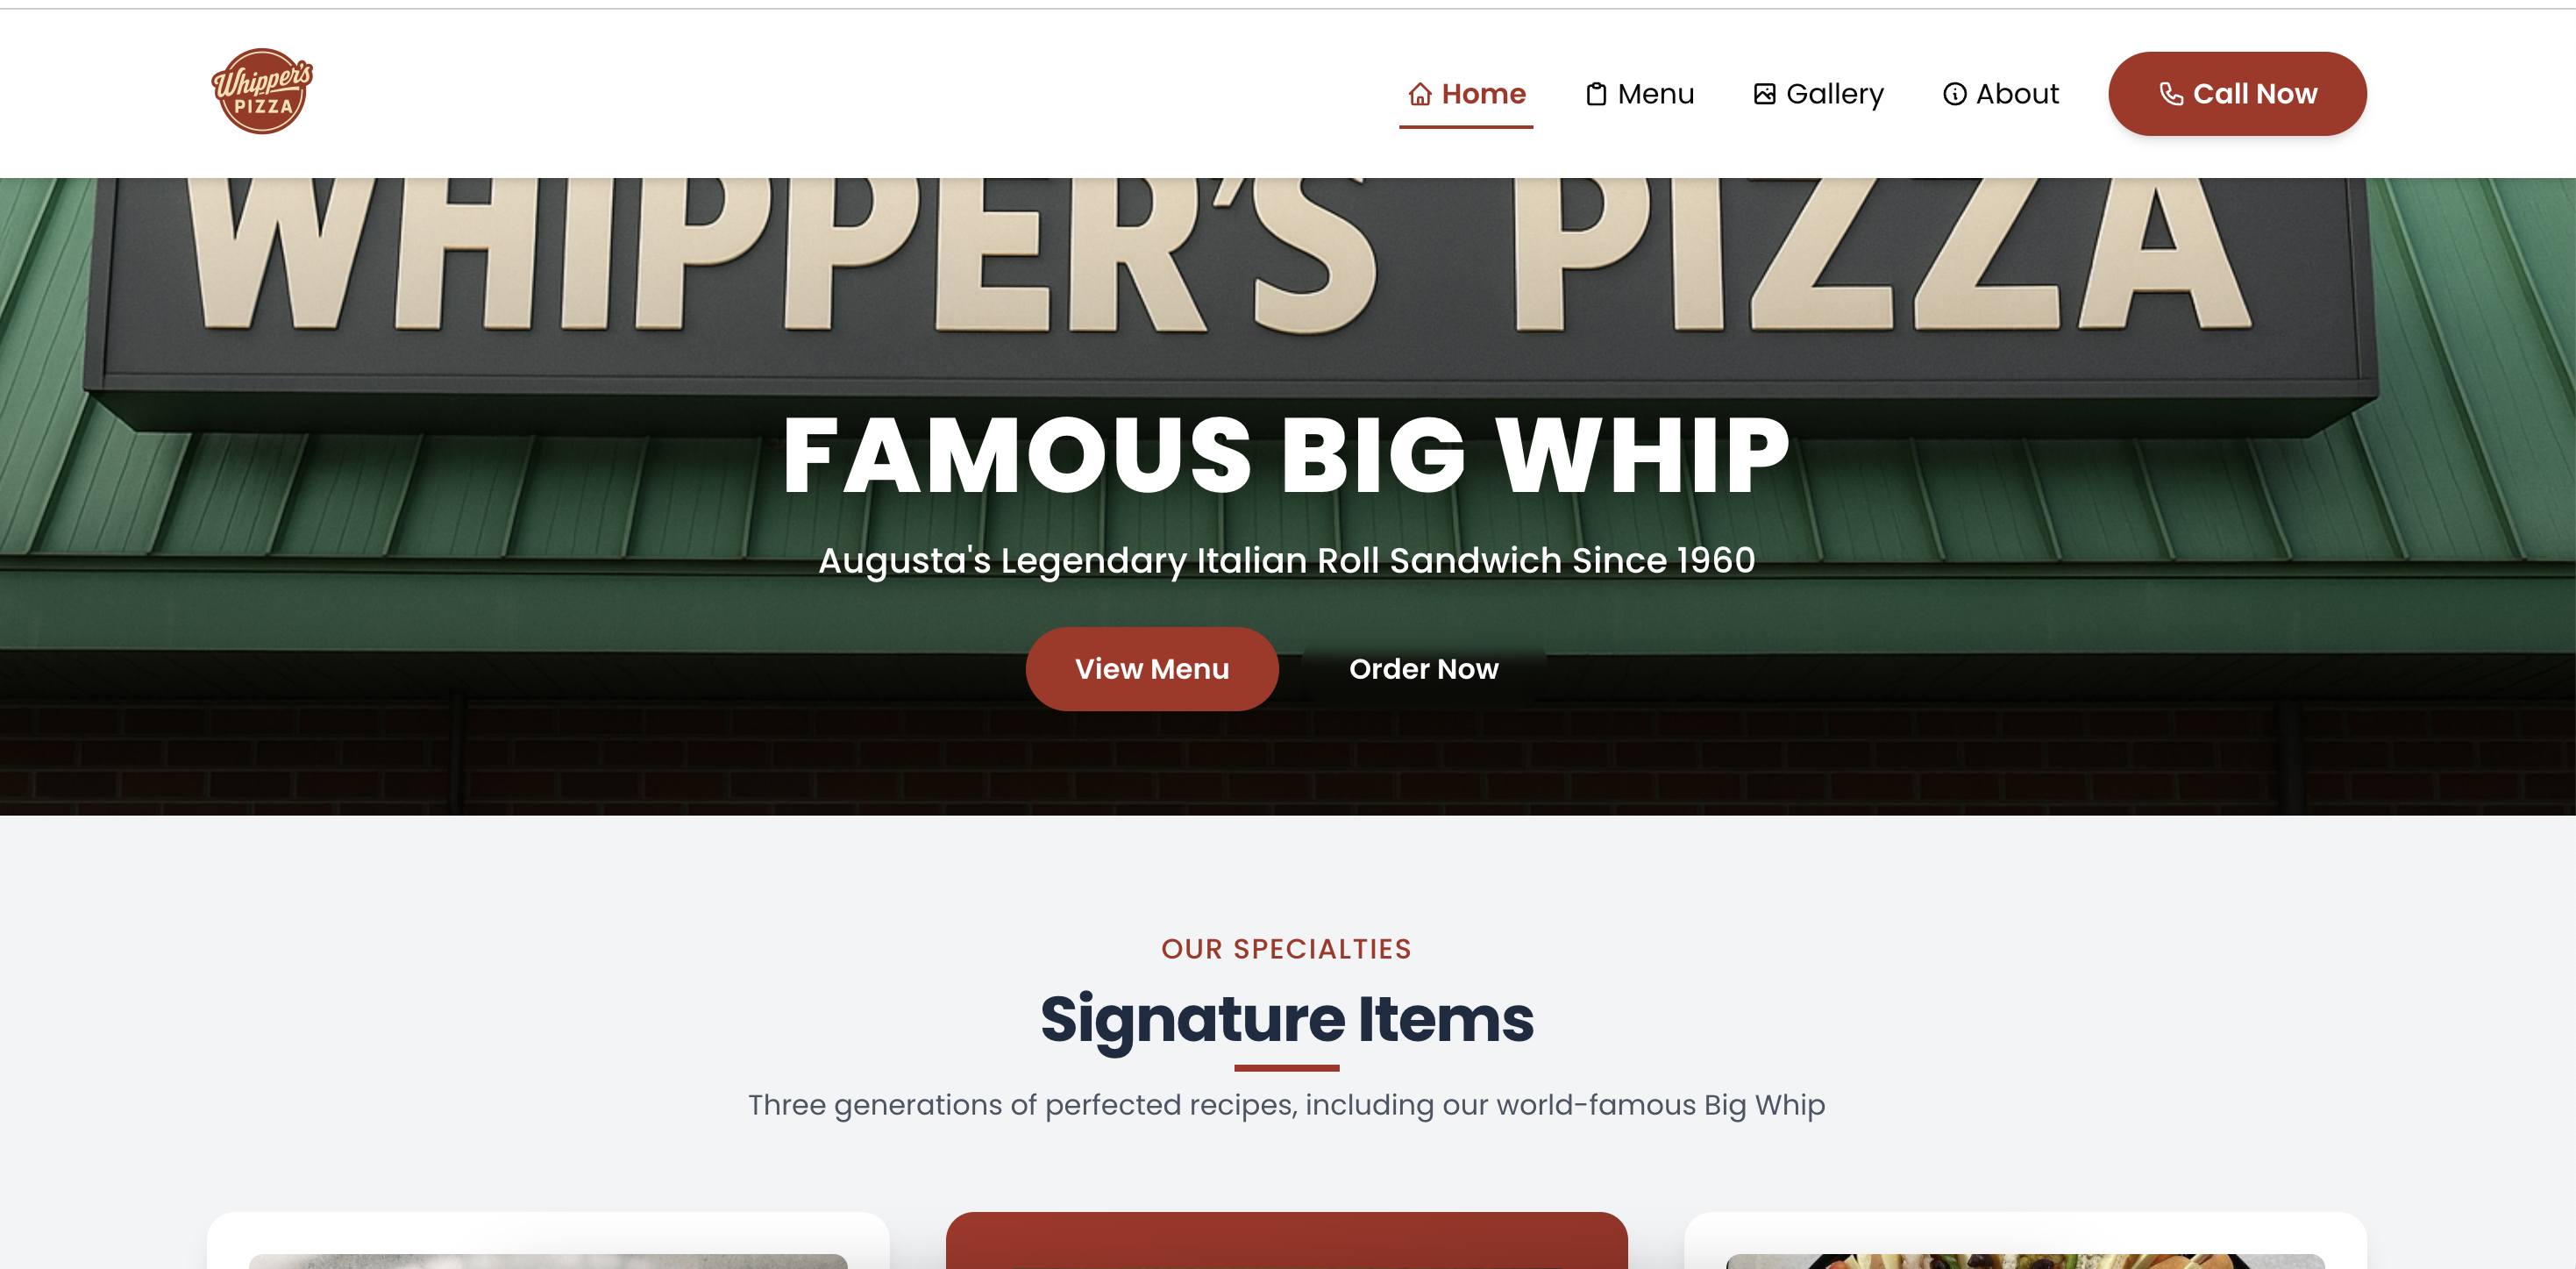 Whipper's
PIZZA
Home
Menu
Gallery
About
Call Now
WHIPPER'S PIZZA
FAMOUS BIG WHIP
Augusta's Legendary Italian Roll Sandwich Since 1960
View Menu
Order Now
OUR SPECIALTIES
Signature Items
Three generations of perfected recipes, including our world-famous Big Whip